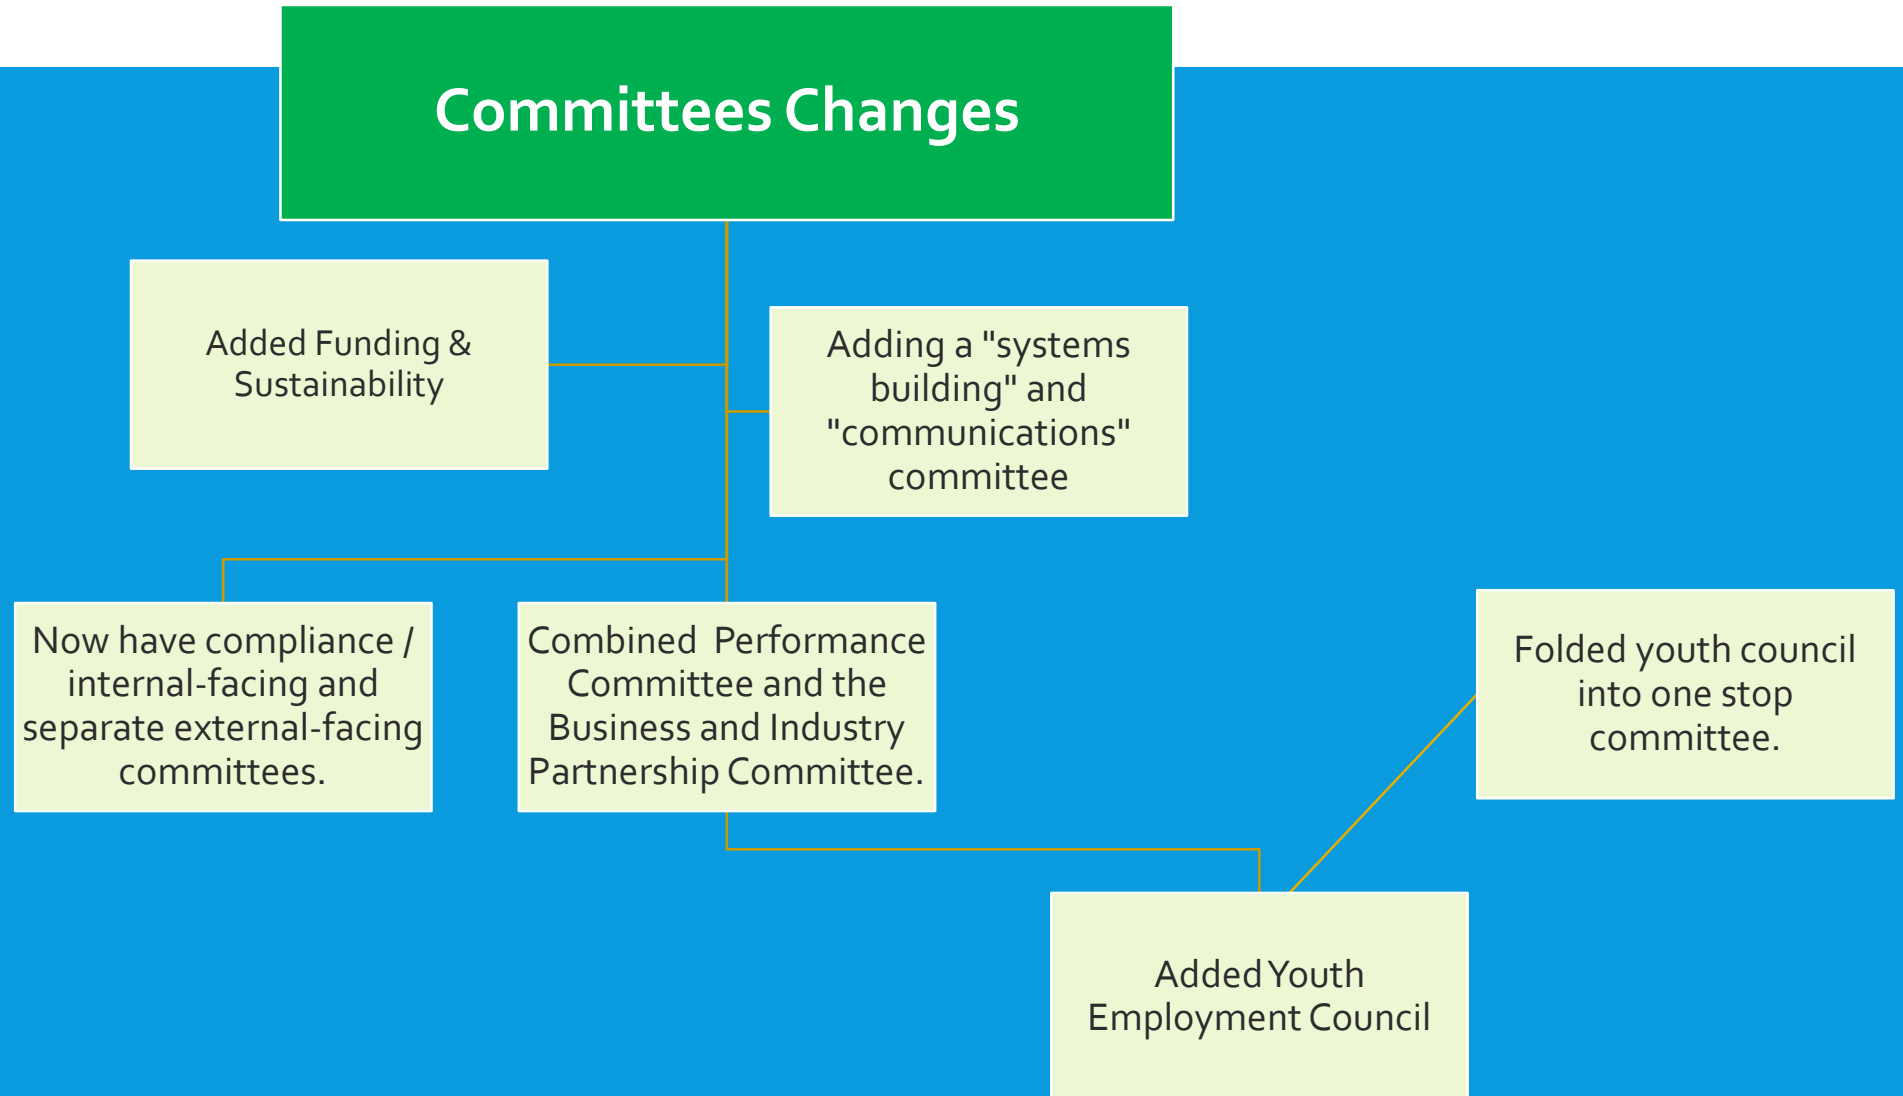 Committees Changes
Added Funding &
Sustainability
Adding a "systems
building" and
"communications"
committee
Now have compliance /
internal-facing and
separate external-facing
committees.
Combined Performance
Committee and the
Business and Industry
Partnership Committee.
Folded youth council
into one stop
committee.
Added Youth
Employment Council